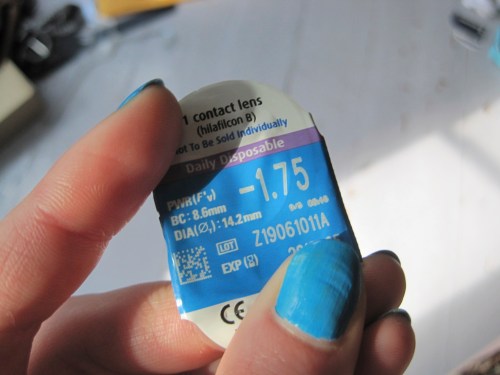 1 contact lens
(hilafilcon B)
Not To Be Sold Individually
Daily Disposable
PWR(F'v) -1.75
BC: 8.6mm
DIA(Ø,): 14.2mm
LOT Z19061011A
EXP
CE